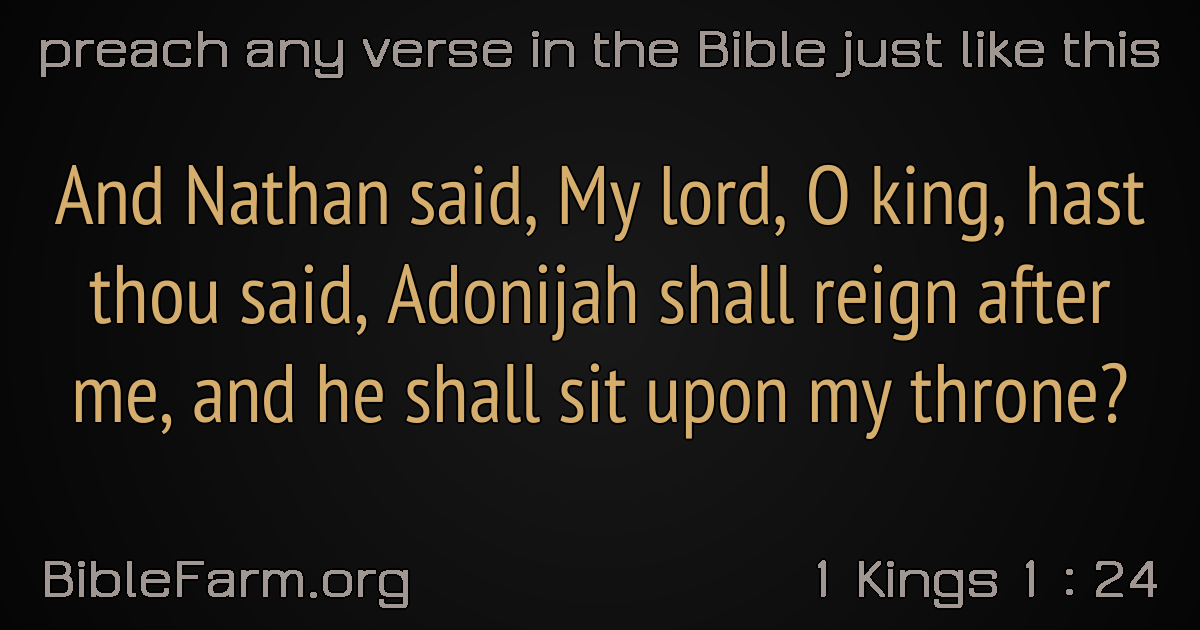 preach any verse in the Bible just like this
And Nathan said, My lord, O king, hast
thou said, Adonijah shall reign after
me, and he shall sit upon my throne?
BibleFarm.org
1 Kings 1 : 24